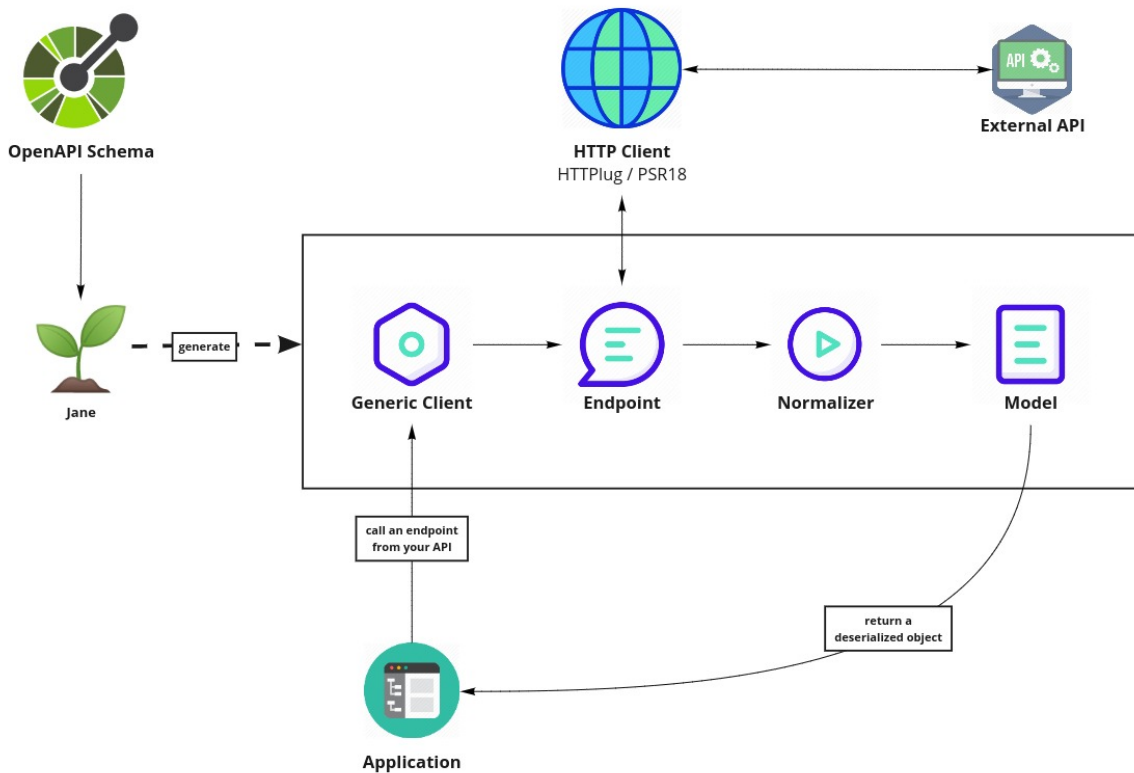 API
OpenAPI Schema
HTTP Client
HTTPlug / PSR18
External API
generate
Jane
Generic Client
Endpoint
Normalizer
Model
call an endpoint
from your API
return a
deserialized object
Application